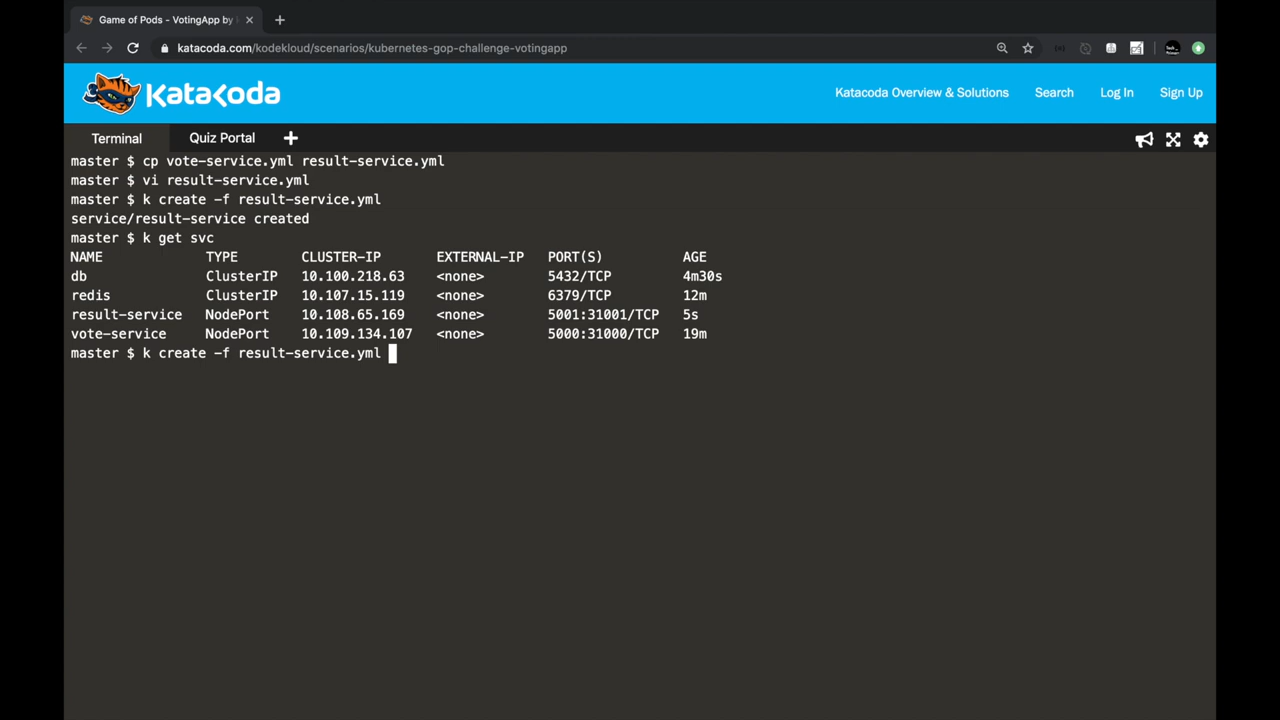 Game of Pods - VotingApp by
katacoda.com/kodekloud/scenarios/kubernetes-gop-challenge-votingapp
Katacoda
Katacoda Overview & Solutions Search Log In Sign Up
Terminal Quiz Portal
master $ cp vote-service.yml result-service.yml
master $ vi result-service.yml
master $ k create -f result-service.yml
service/result-service created
master $ k get svc
NAME TYPE CLUSTER-IP EXTERNAL-IP PORT(S) AGE
db ClusterIP 10.100.218.63 <none> 5432/TCP 4m30s
redis ClusterIP 10.107.15.119 <none> 6379/TCP 12m
result-service NodePort 10.108.65.169 <none> 5001:31001/TCP 5s
vote-service NodePort 10.109.134.107 <none> 5000:31000/TCP 19m
master $ k create -f result-service.yml